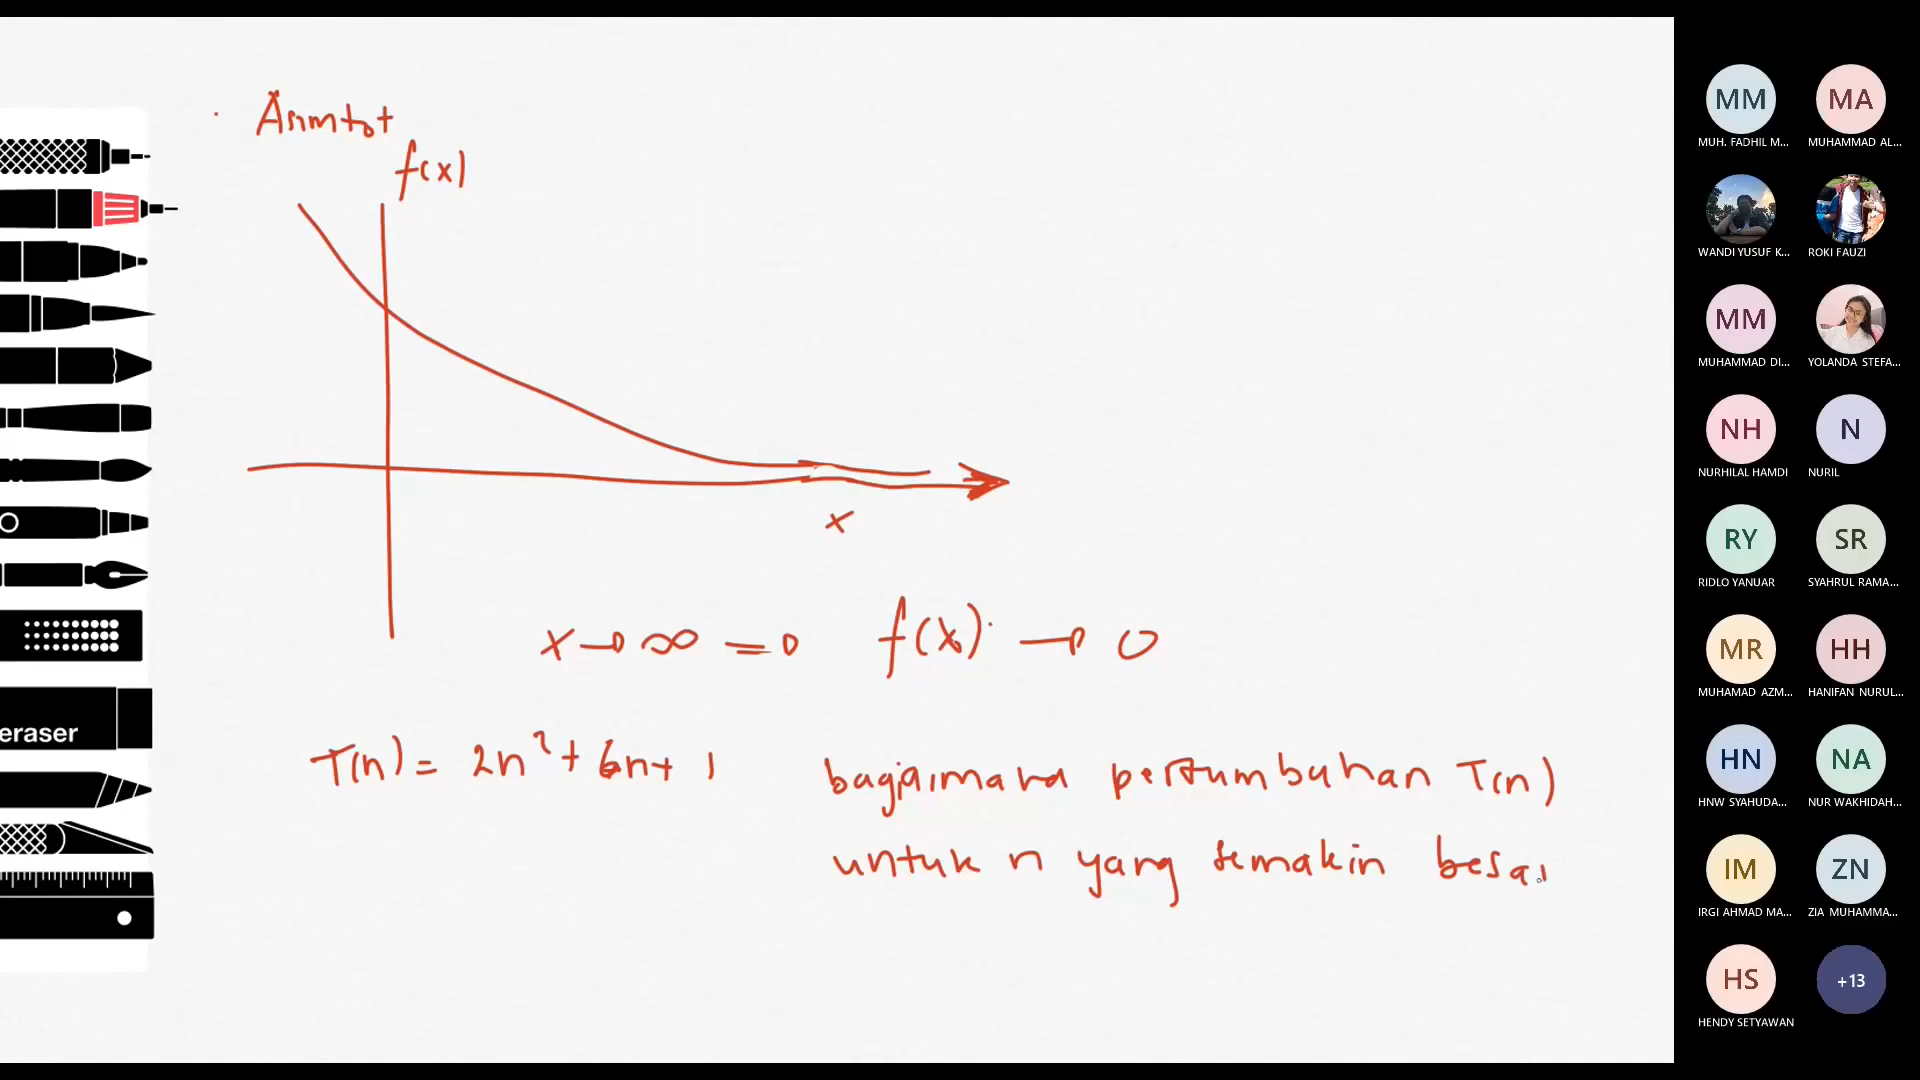 Asimtot
f(x)
x
x → ∞ ⇒ f(x) → 0
T(n) = 2n² + 6n + 1
bagaimana pertumbuhan T(n)
untuk n yang semakin besar
eraser
MM
MUH. FADHIL M...
MA
MUHAMMAD AL...
WANDI YUSUF K...
ROKI FAUZI
MM
MUHAMMAD DI...
YOLANDA STEFA...
NH
NURHILAL HAMDI
N
NURIL
RY
RIDLO YANUAR
SR
SYAHRUL RAMA...
MR
MUHAMAD AZM...
HH
HANIFAN NURUL...
HN
HNW SYAHUDA...
NA
NUR WAKHIDAH...
IM
IRGI AHMAD MA...
ZN
ZIA MUHAMMA...
HS
HENDY SETYAWAN
+13